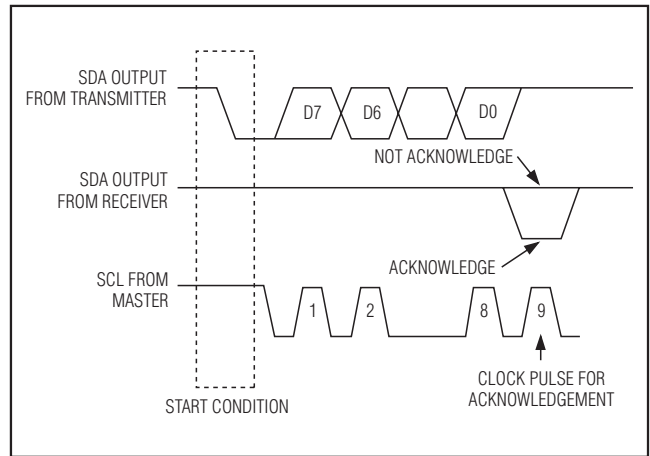 SDA OUTPUT
FROM TRANSMITTER
D7
D6
D0
NOT ACKNOWLEDGE
SDA OUTPUT
FROM RECEIVER
ACKNOWLEDGE
SCL FROM
MASTER
1
2
8
9
START CONDITION
CLOCK PULSE FOR
ACKNOWLEDGEMENT